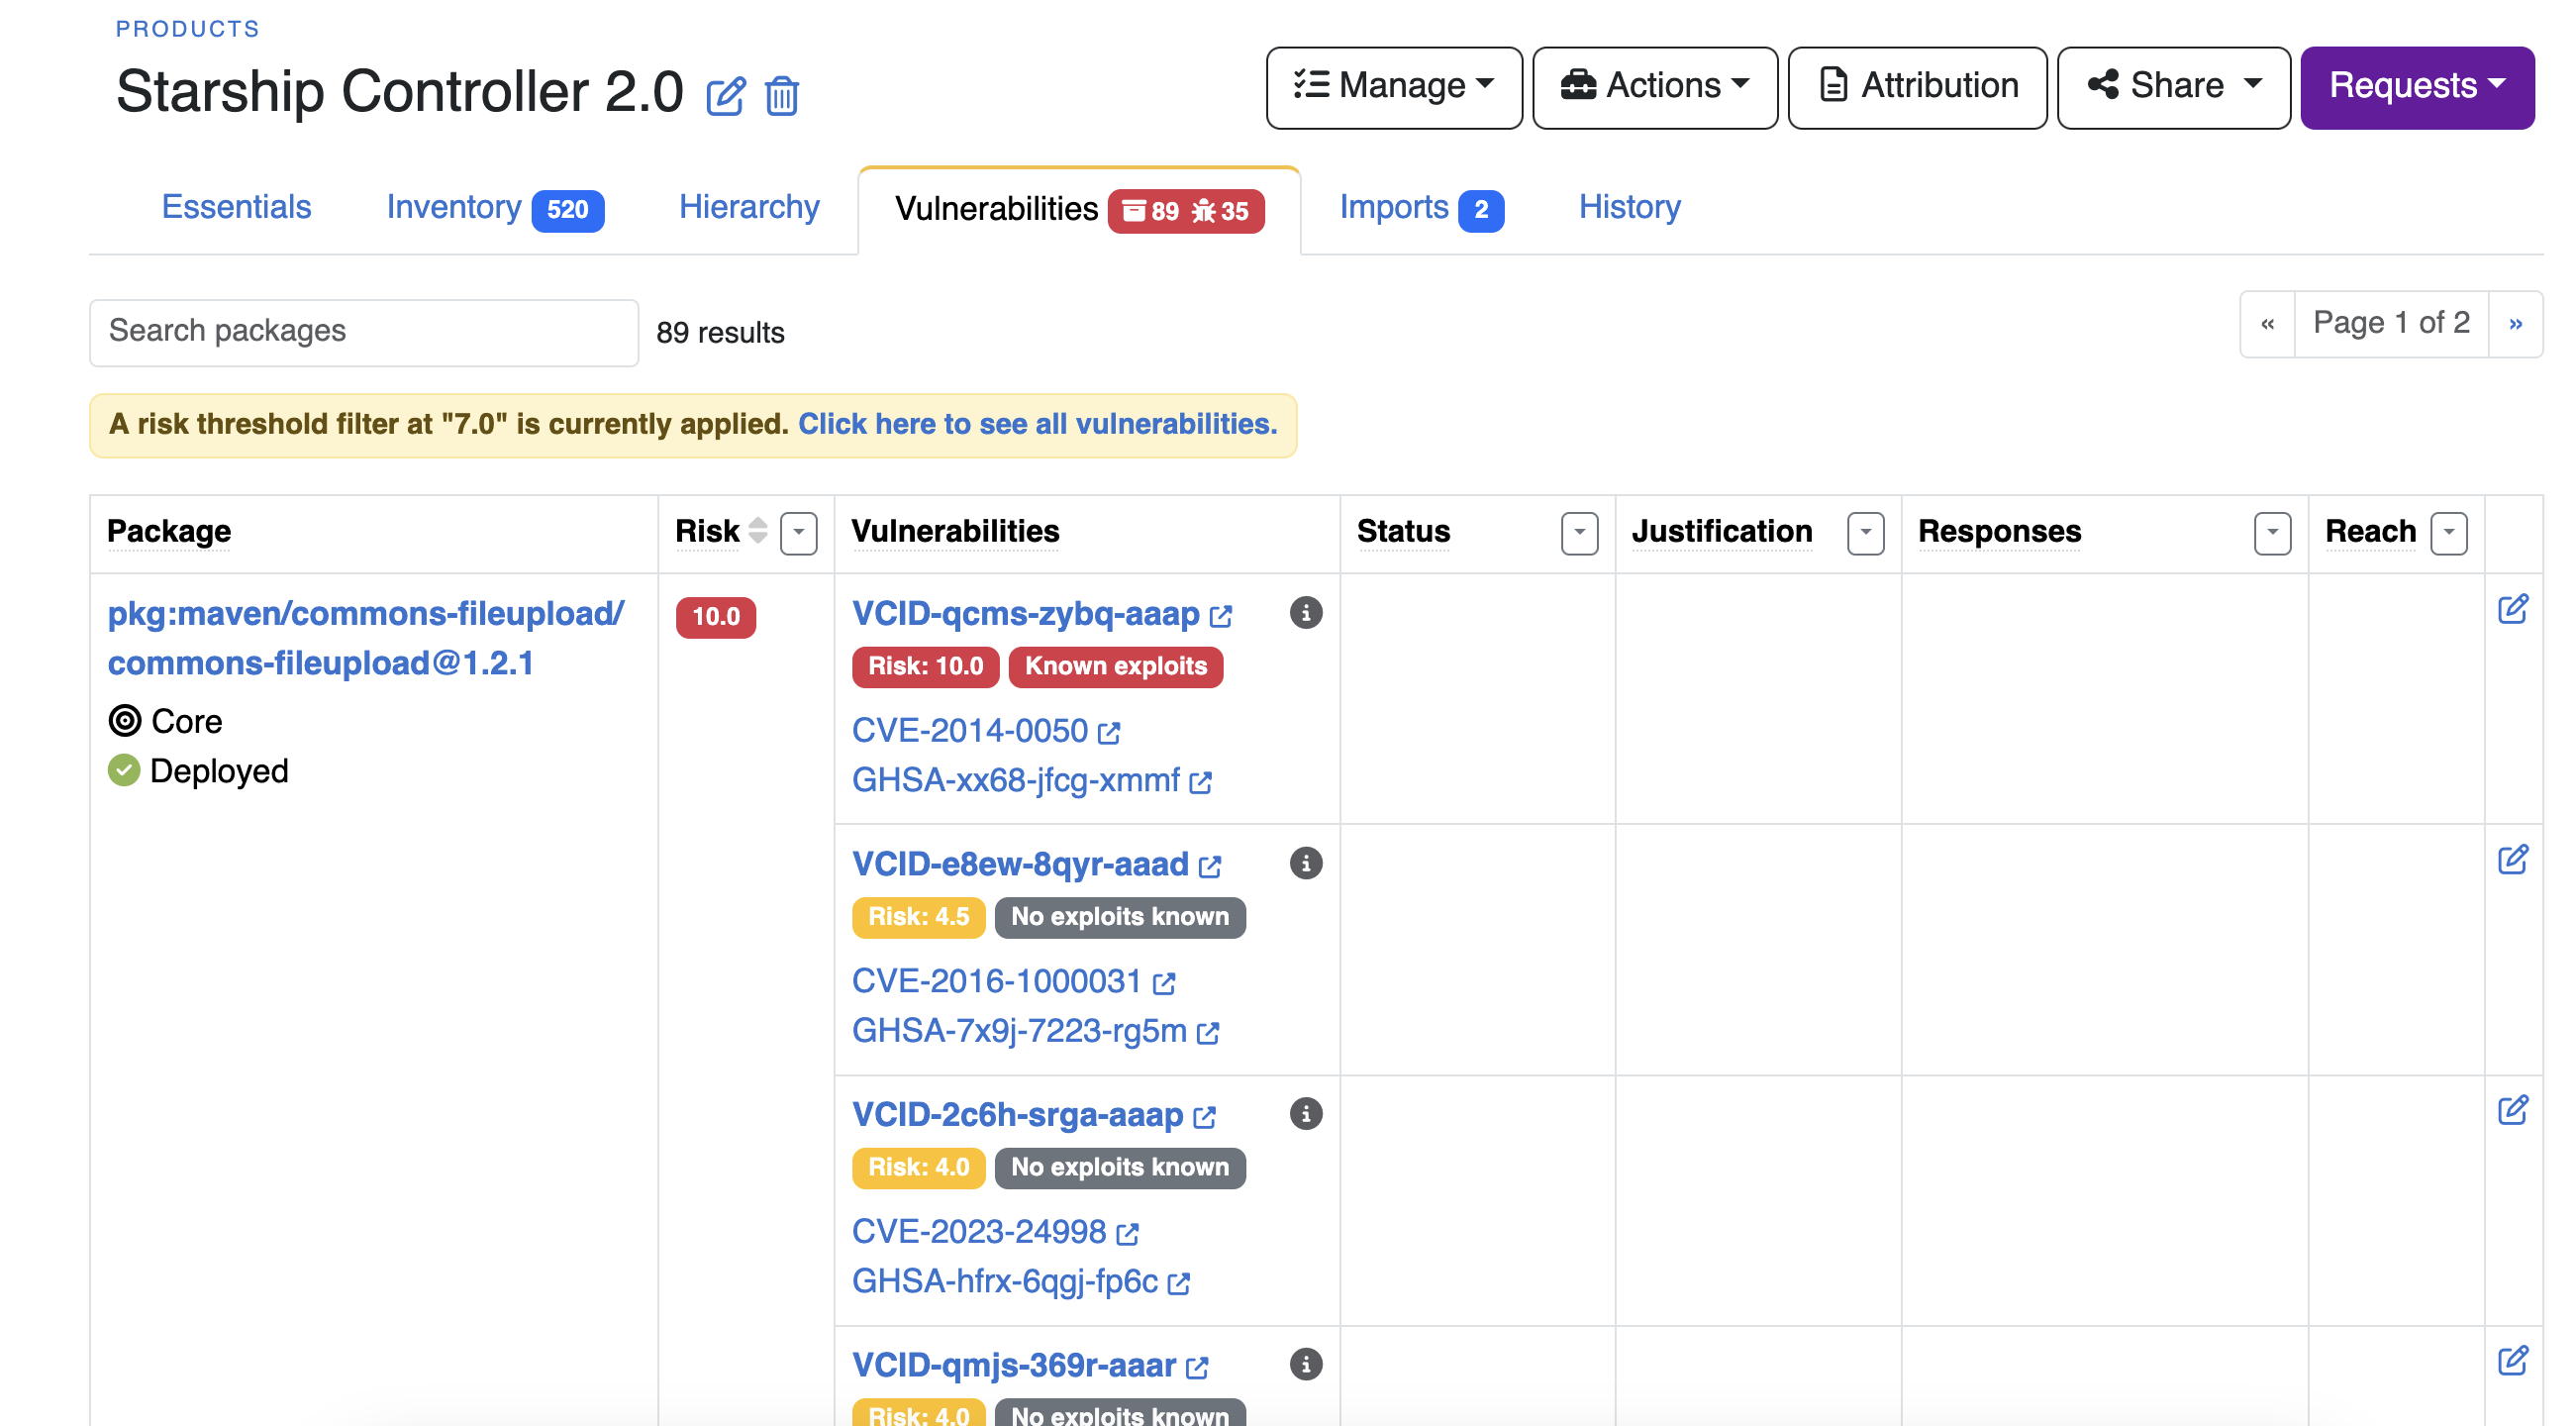 PRODUCTS
Starship Controller 2.0
Manage
Actions
Attribution
Share
Requests
Essentials
Inventory 520
Hierarchy
Vulnerabilities 89 35
Imports 2
History
Search packages
89 results
« Page 1 of 2 »
A risk threshold filter at "7.0" is currently applied. Click here to see all vulnerabilities.
Package Risk Vulnerabilities Status Justification Responses Reach
pkg:maven/commons-fileupload/
commons-fileupload@1.2.1
Core
Deployed
10.0
VCID-qcms-zybq-aaap
Risk: 10.0 Known exploits
CVE-2014-0050
GHSA-xx68-jfcg-xmmf
VCID-e8ew-8qyr-aaad
Risk: 4.5 No exploits known
CVE-2016-1000031
GHSA-7x9j-7223-rg5m
VCID-2c6h-srga-aaap
Risk: 4.0 No exploits known
CVE-2023-24998
GHSA-hfrx-6qgj-fp6c
VCID-qmjs-369r-aaar
Risk: 4.0 No exploits known